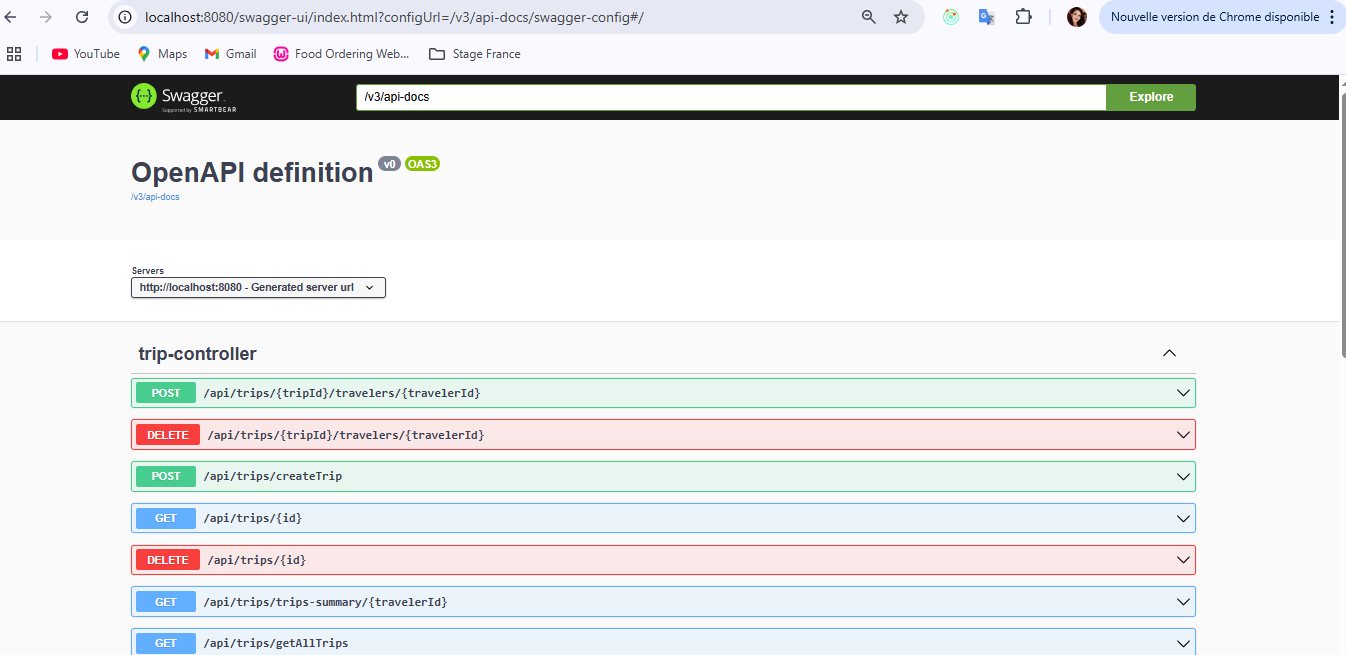 localhost:8080/swagger-ui/index.html?configUrl=/v3/api-docs/swagger-config#/
Nouvelle version de Chrome disponible
YouTube
Maps
Gmail
Food Ordering Web...
Stage France
Swagger
Supported by SMARTBEAR
/v3/api-docs
Explore
OpenAPI definition v0 OAS3
/v3/api-docs
Servers
http://localhost:8080 - Generated server url
trip-controller
POST /api/trips/{tripId}/travelers/{travelerId}
DELETE /api/trips/{tripId}/travelers/{travelerId}
POST /api/trips/createTrip
GET /api/trips/{id}
DELETE /api/trips/{id}
GET /api/trips/trips-summary/{travelerId}
GET /api/trips/getAllTrips